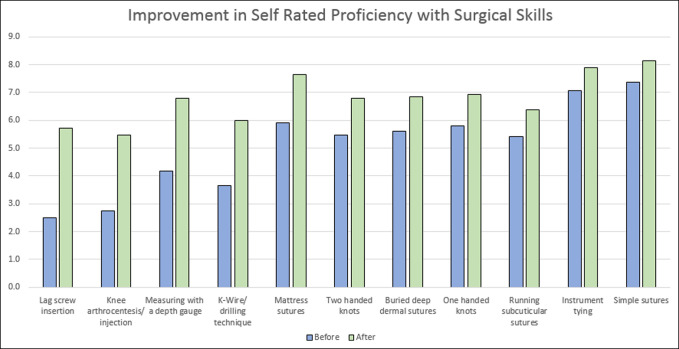 Improvement in Self Rated Proficiency with Surgical Skills
9.0
8.0
7.0
6.0
5.0
4.0
3.0
2.0
1.0
0.0
Lag screw
insertion
Knee
arthrocentesis/
injection
Measuring with
a depth gauge
K-Wire/
drilling
technique
Mattress
sutures
Two handed
knots
Buried deep
dermal sutures
One handed
knots
Running
subcuticular
sutures
Instrument
tying
Simple sutures
Before
After